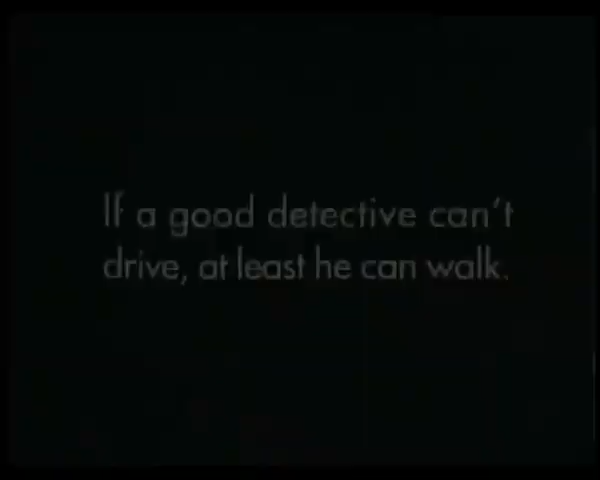 If a good detective can't
drive, at least he can walk.